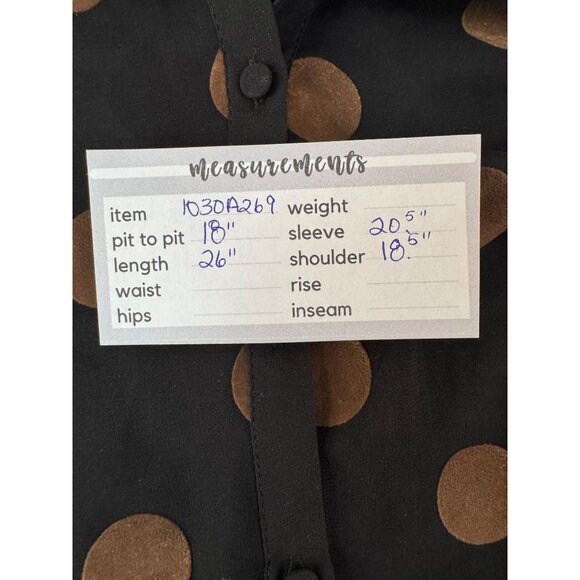 measurements
item 1030A269 weight
pit to pit 18" sleeve 20.5"
length 26" shoulder 18.5"
waist rise
hips inseam